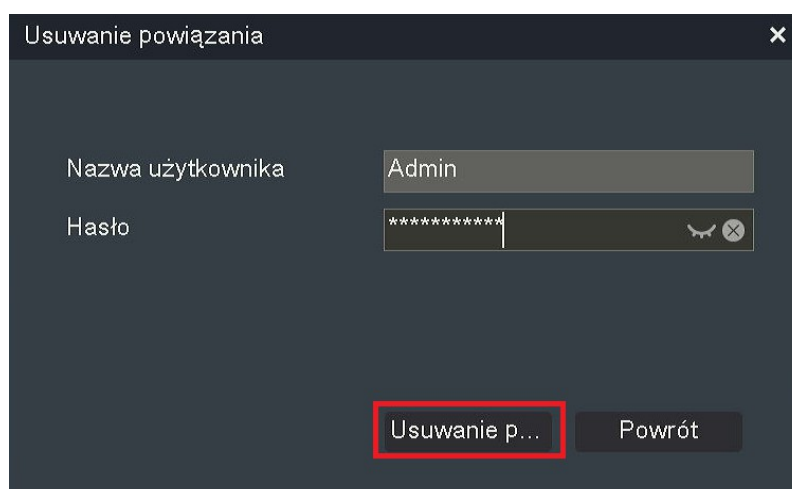 Usuwanie powiązania
Nazwa użytkownika Admin
Hasło ***********
Usuwanie p... Powrót